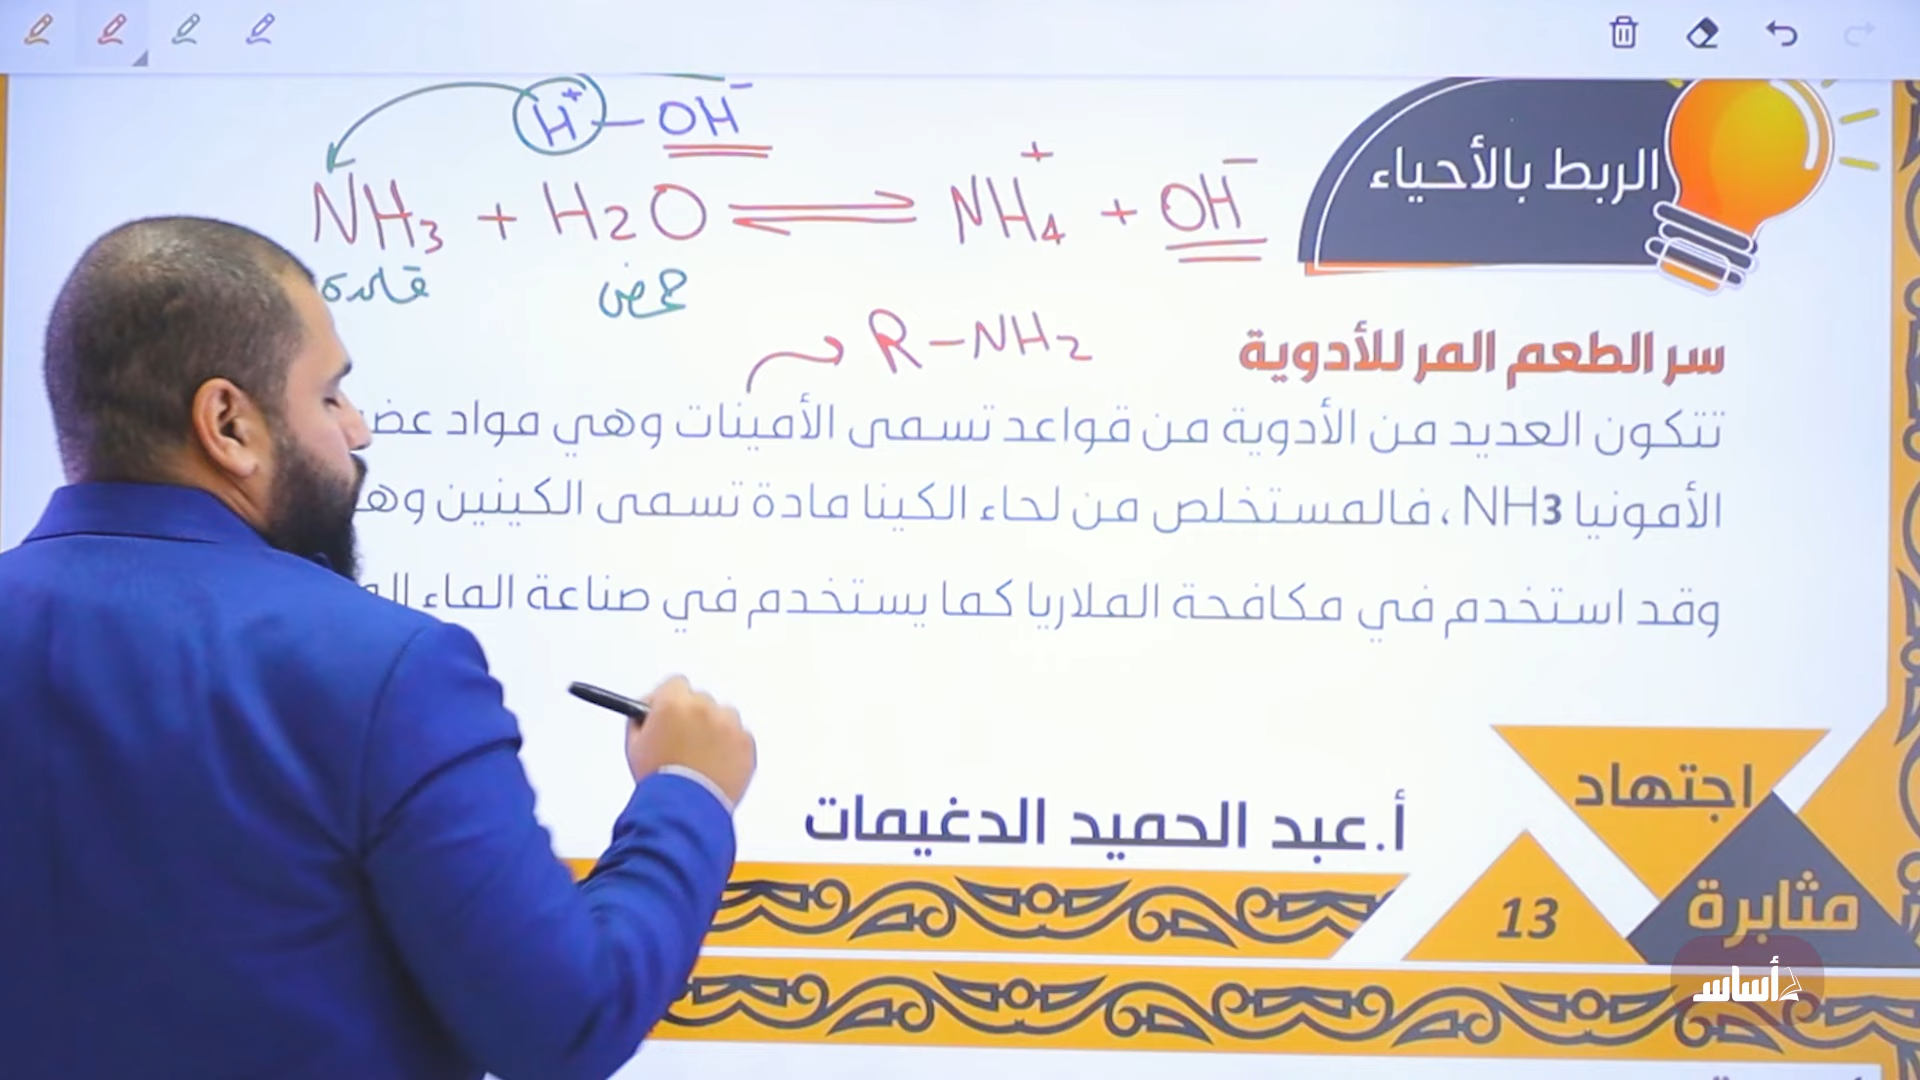 H+ — OH-
NH3 + H2O ⇌ NH4+ + OH-
قاعدة
حمض
R-NH2
الربط بالأحياء
سر الطعم المر للأدوية
تتكون العديد من الأدوية من قواعد تسمى الأمينات وهي مواد
الأمونيا NH3، فالمستخلص من لحاء الكينا مادة تسمى الكينين
وقد استخدم في مكافحة الملاريا كما يستخدم في صناعة الماء
أ.عبد الحميد الدغيمات
اجتهاد
مثابرة
13
أساس